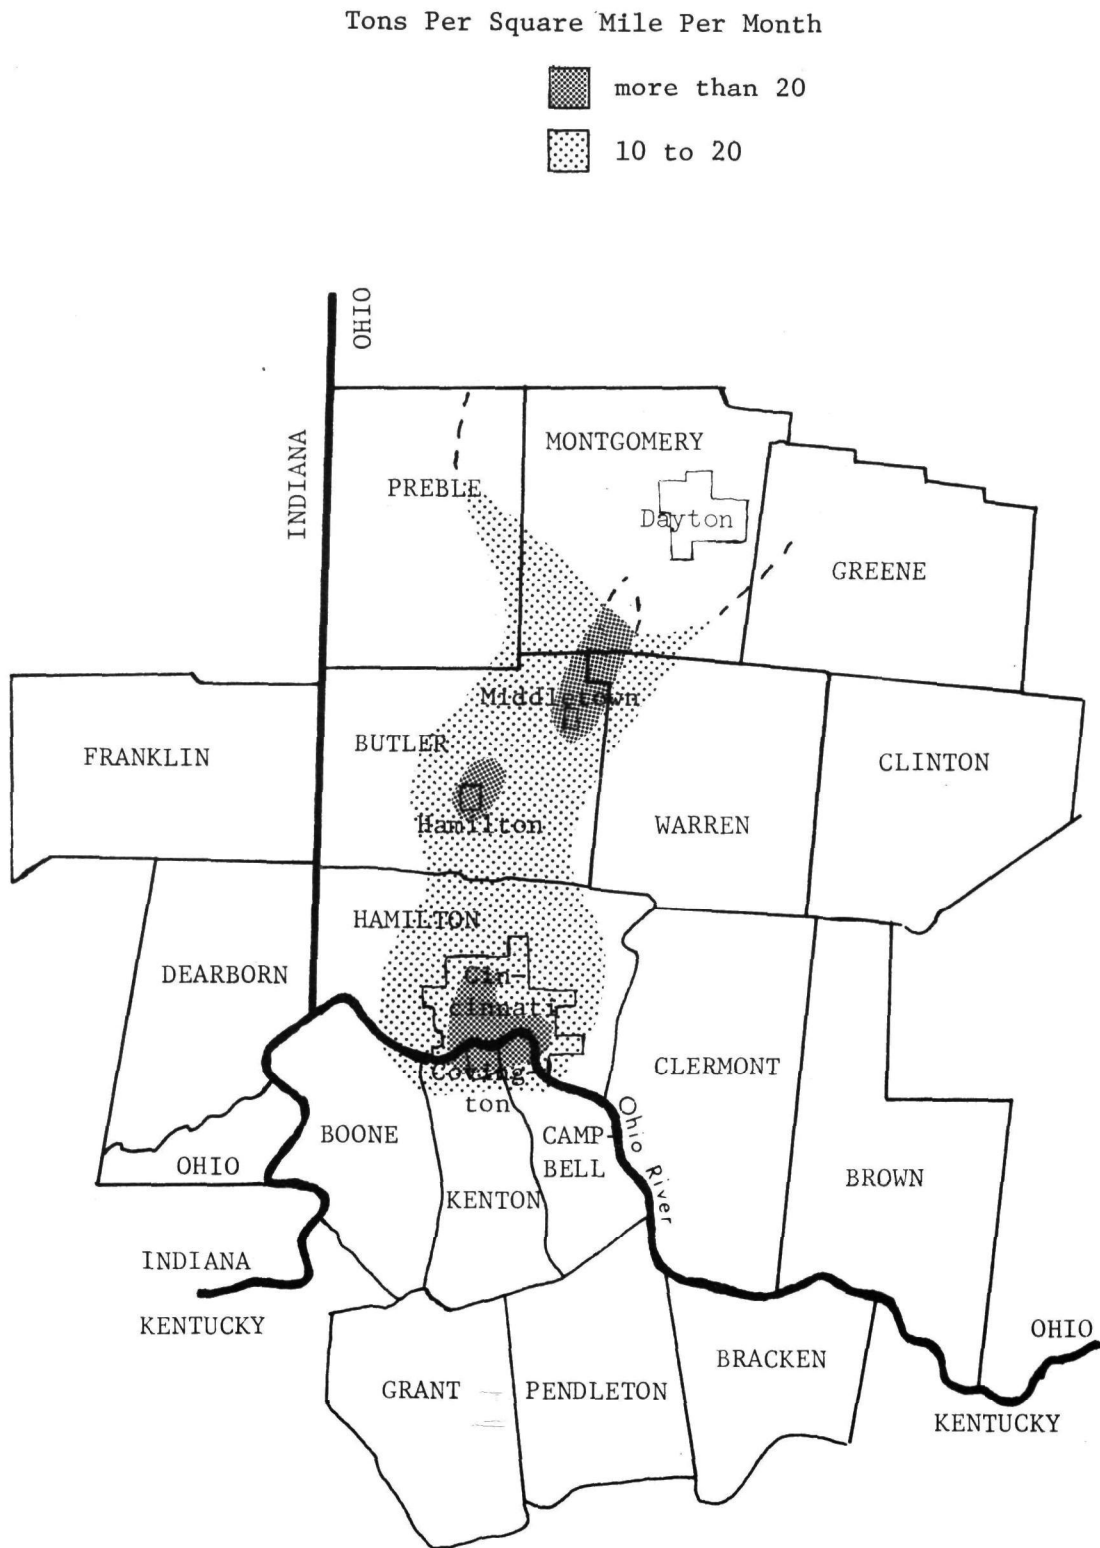 Tons Per Square Mile Per Month
more than 20
10 to 20
OHIO
INDIANA
MONTGOMERY
PREBLE
Dayton
GREENE
Middletown
FRANKLIN
BUTLER
CLINTON
Hamilton
WARREN
HAMILTON
DEARBORN
Cin-
cinnati
CLERMONT
Coving-
ton
Ohio River
BOONE
CAMP-
BELL
OHIO
BROWN
KENTON
INDIANA
KENTUCKY
OHIO
BRACKEN
GRANT
PENDLETON
KENTUCKY